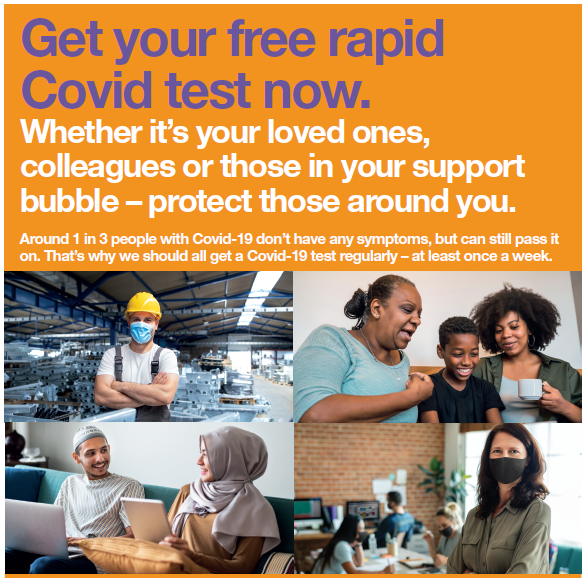 Get your free rapid
Covid test now.
Whether it’s your loved ones,
colleagues or those in your support
bubble – protect those around you.
Around 1 in 3 people with Covid-19 don’t have any symptoms, but can still pass it
on. That’s why we should all get a Covid-19 test regularly – at least once a week.